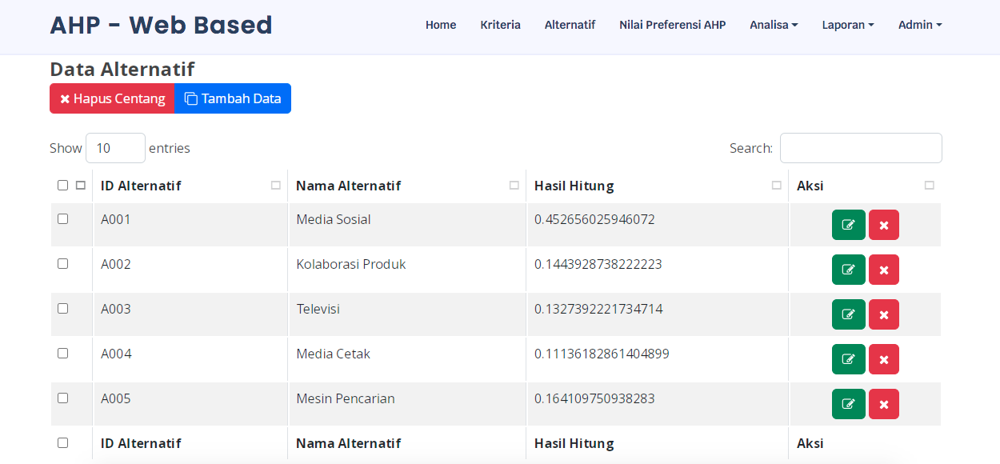 AHP - Web Based
Home Kriteria Alternatif Nilai Preferensi AHP Analisa Laporan Admin
Data Alternatif
Hapus Centang Tambah Data
Show 10 entries Search:
ID Alternatif Nama Alternatif Hasil Hitung Aksi
A001 Media Sosial 0.452656025946072
A002 Kolaborasi Produk 0.1443928738222223
A003 Televisi 0.1327392221734714
A004 Media Cetak 0.11136182861404899
A005 Mesin Pencarian 0.164109750938283
ID Alternatif Nama Alternatif Hasil Hitung Aksi